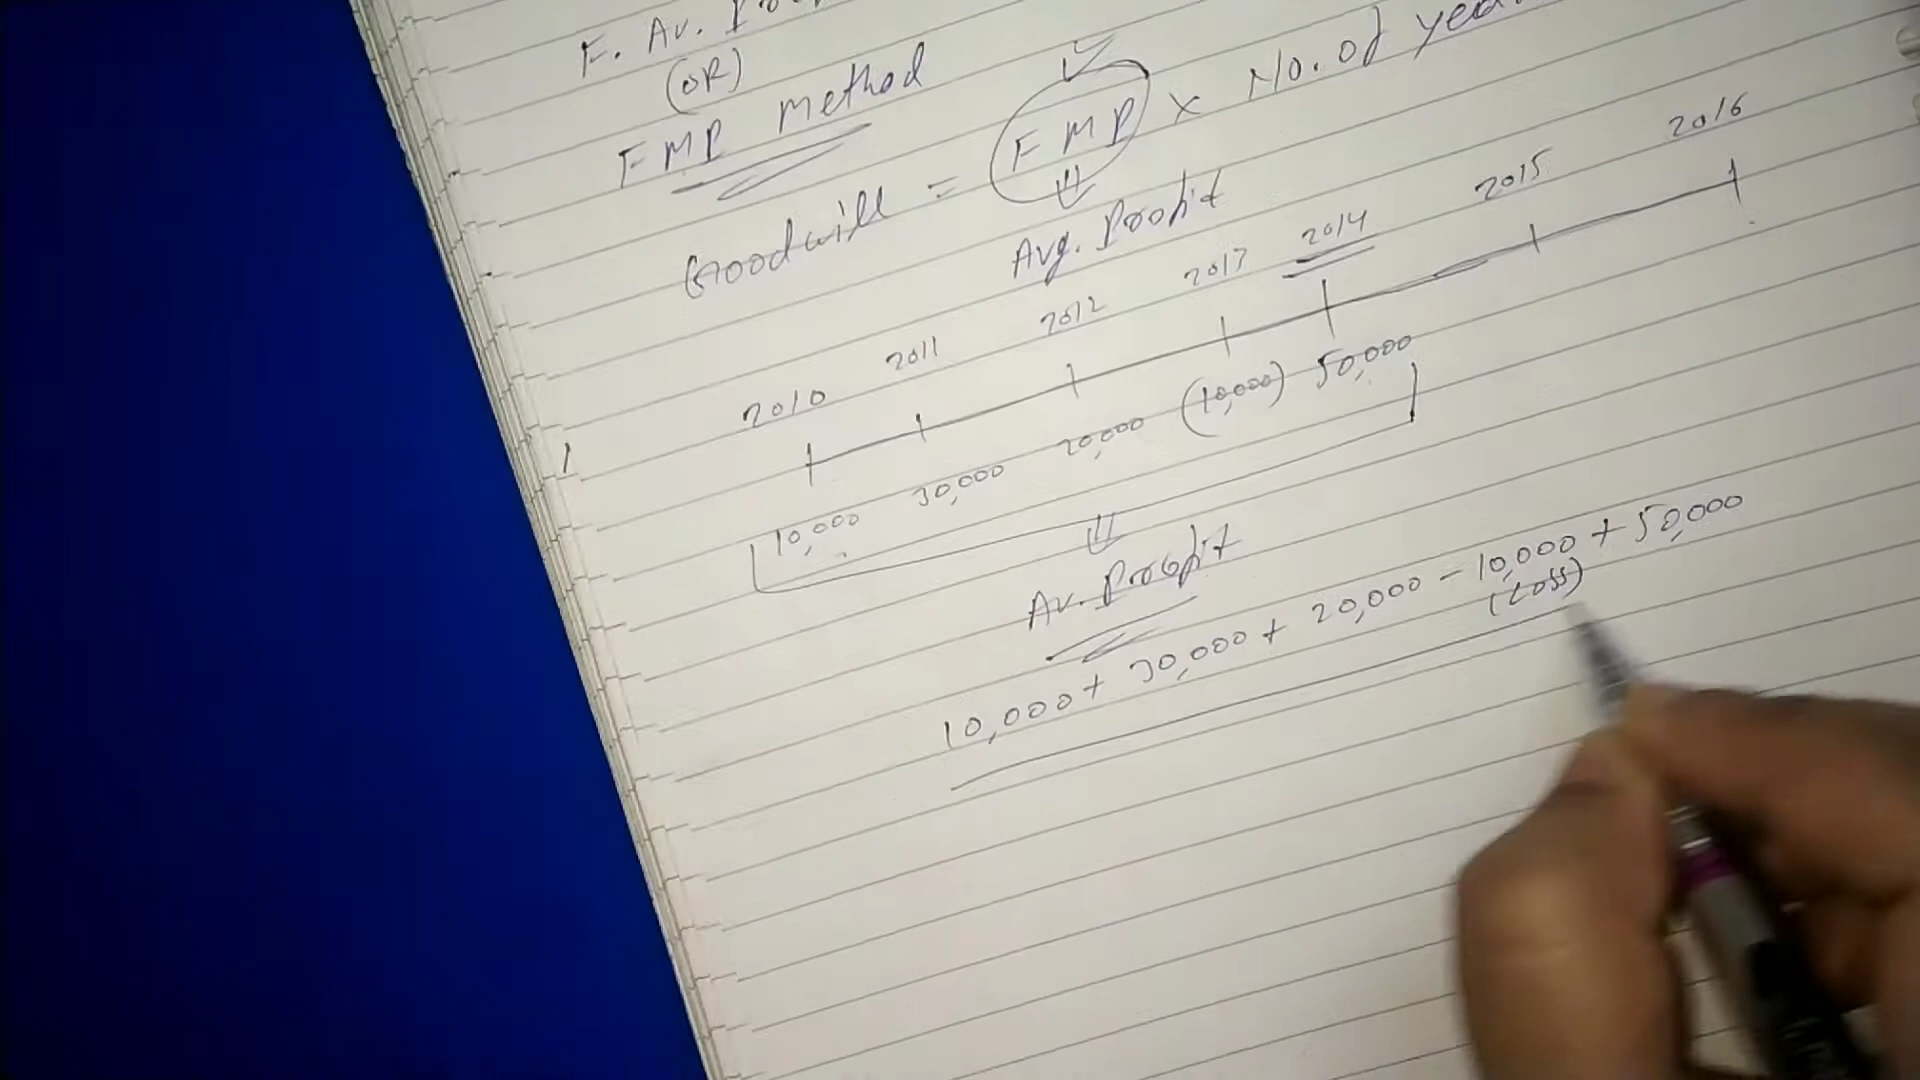 F. Av.
(OR)
FMP Method
Goodwill = FMP × No. of
Avg. Profit
2010 2011 2012 2013 2014 2015 2016
10,000 30,000 20,000 (10,000) 50,000
Av. Profit
10,000 + 30,000 + 20,000 - 10,000 + 50,000
(Loss)